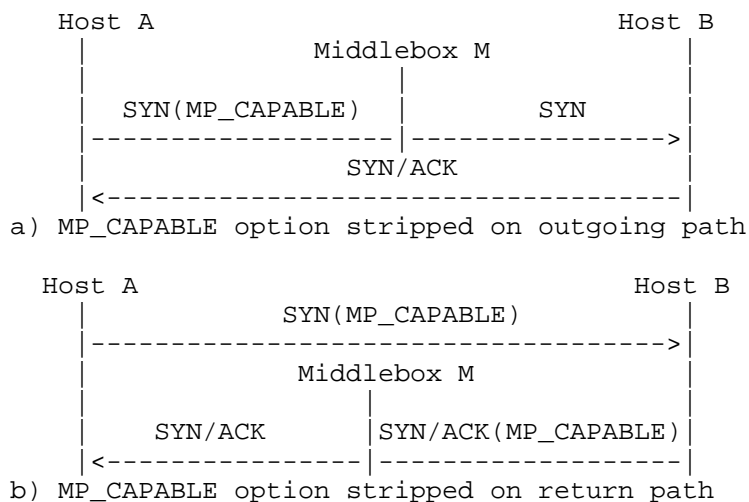 Host A Host B
Middlebox M
SYN(MP_CAPABLE) SYN
SYN/ACK
a) MP_CAPABLE option stripped on outgoing path
Host A Host B
SYN(MP_CAPABLE)
Middlebox M
SYN/ACK SYN/ACK(MP_CAPABLE)
b) MP_CAPABLE option stripped on return path